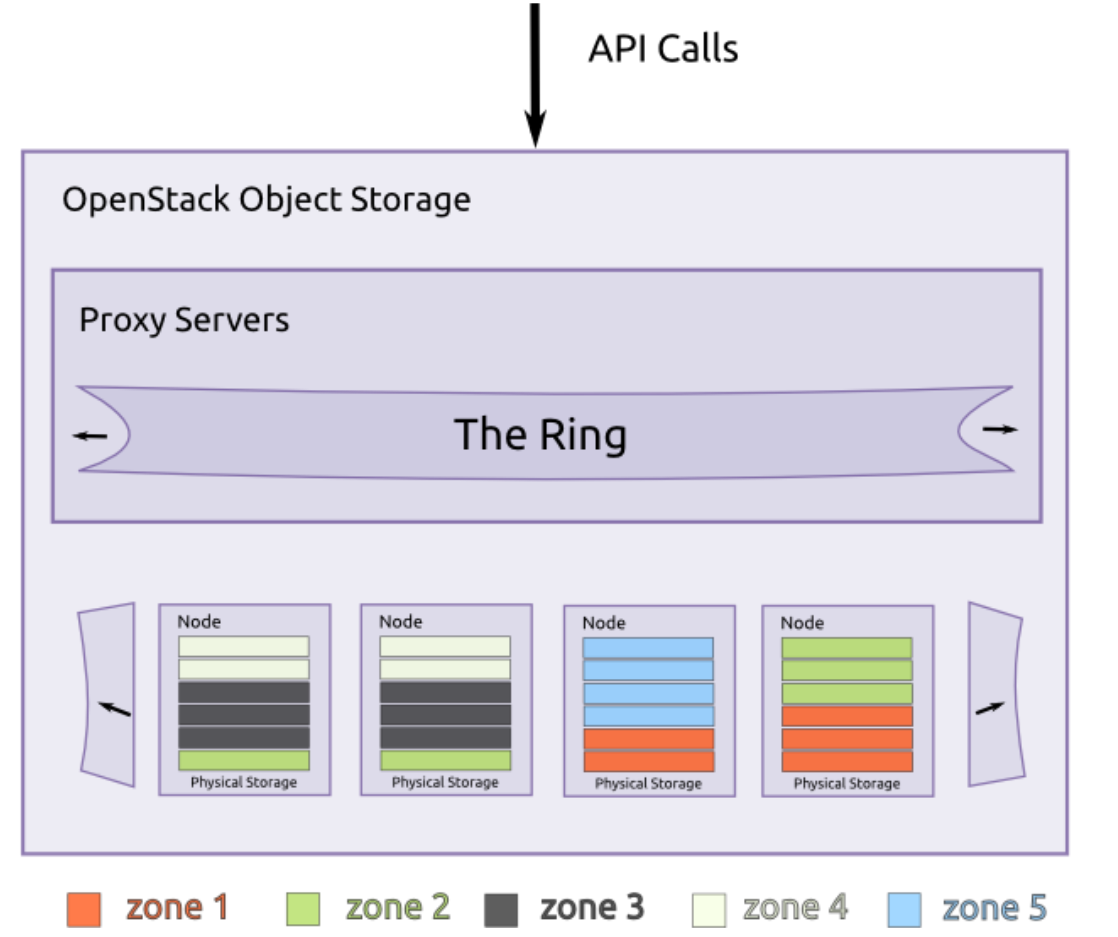 API Calls
OpenStack Object Storage
Proxy Servers
The Ring
Node
Node
Node
Node
Physical Storage
Physical Storage
Physical Storage
Physical Storage
zone 1
zone 2
zone 3
zone 4
zone 5